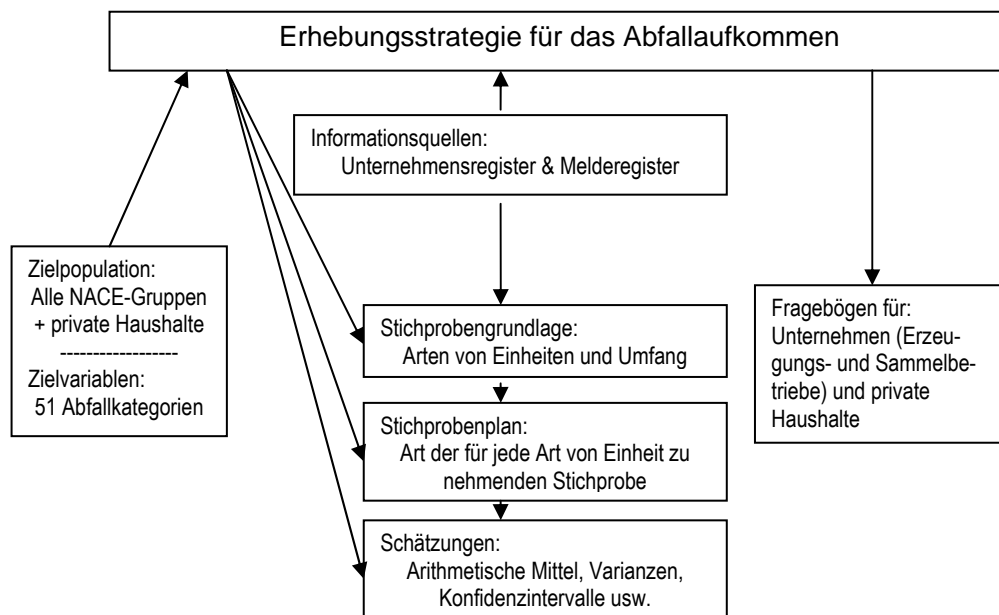 Erhebungsstrategie für das Abfallaufkommen
Informationsquellen:
Unternehmensregister & Melderegister
Zielpopulation:
Alle NACE-Gruppen
+ private Haushalte
------------------
Zielvariablen:
51 Abfallkategorien
Stichprobengrundlage:
Arten von Einheiten und Umfang
Stichprobenplan:
Art der für jede Art von Einheit zu
nehmenden Stichprobe
Schätzungen:
Arithmetische Mittel, Varianzen,
Konfidenzintervalle usw.
Fragebögen für:
Unternehmen (Erzeu-
gungs- und Sammelbe-
triebe) und private
Haushalte